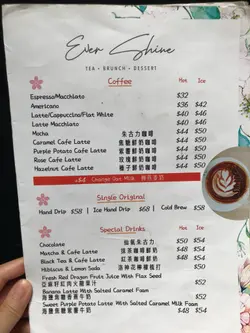 Ever Shine
TEA • BRUNCH • DESSERT
Coffee
Hot Ice
Espresso/Macchiato $32
Americano $36 $42
Latte/Cappuccino/Flat White $40 $46
Latte Macchiato $40 $46
Mocha 朱古力咖啡 $44 $50
Caramel Cafe Latte 焦糖鮮奶咖啡 $44 $50
Purple Potato Cafe Latte 紫薯鮮奶咖啡 $44 $50
Rose Cafe Latte 玫瑰鮮奶咖啡 $44 $50
Hazelnut Cafe Latte 榛子鮮奶咖啡 $44 $50
Change Oat Milk
Single Original
Hand Drip $58 | Ice Hand Drip $58 | Cold Brew $58
Special Drinks
Hot Ice
Chocolate 朱古力 $50 $54
Matcha & Cafe Latte 抹茶咖啡鮮奶 $48 $54
Black Tea & Cafe Latte 紅茶咖啡鮮奶 $48 $54
Hibiscus & Lemon Soda 洛神花檸檬梳打 $50
Fresh Red Dragon Fruit Juice With Flax Seed
亞麻籽紅肉火龍果汁 $52
Banana Latte With Salted Caramel Foam
海鹽焦糖香蕉牛奶 $52
Sweet Purple Potato Latte With Salted Caramel Milk Foam
海鹽焦糖紫薯牛奶 $48 $54